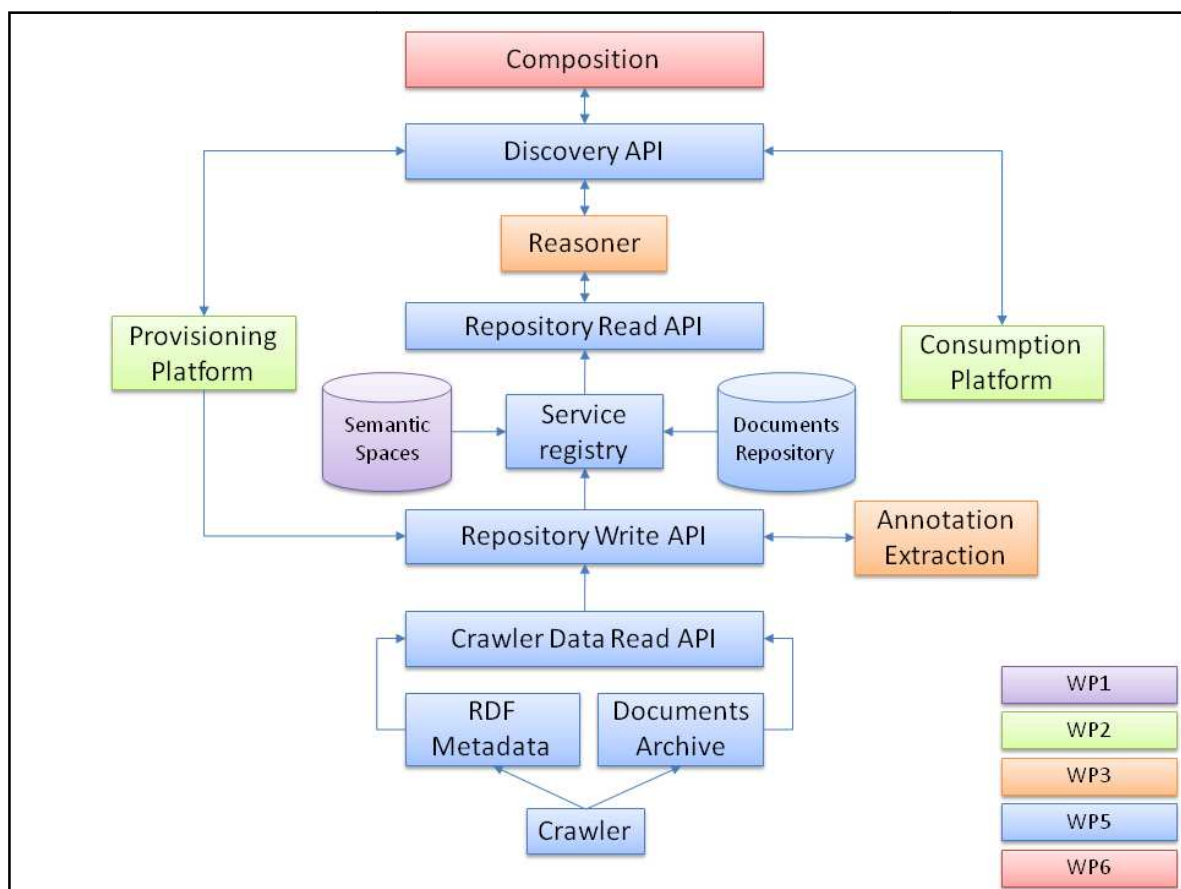 Composition
Discovery API
Reasoner
Repository Read API
Provisioning
Platform
Consumption
Platform
Semantic
Spaces
Service
registry
Documents
Repository
Repository Write API
Annotation
Extraction
Crawler Data Read API
RDF
Metadata
Documents
Archive
Crawler
WP1
WP2
WP3
WP5
WP6